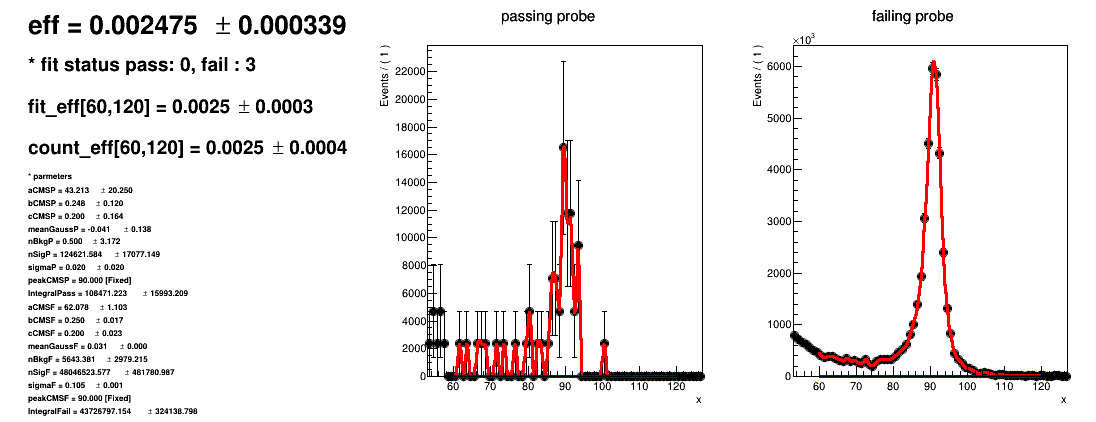 eff = 0.002475 ± 0.000339
* fit status pass: 0, fail : 3
fit_eff[60,120] = 0.0025 ± 0.0003
count_eff[60,120] = 0.0025 ± 0.0004
* parmeters
aCMSP = 43.213 ± 20.250
bCMSP = 0.248 ± 0.120
cCMSP = 0.200 ± 0.164
meanGaussP = -0.041 ± 0.138
nBkgP = 0.500 ± 3.172
nSigP = 124621.584 ± 17077.149
sigmaP = 0.020 ± 0.020
peakCMSP = 90.000 [Fixed]
IntegralPass = 108471.223 ± 15993.209
aCMSF = 62.078 ± 1.103
bCMSF = 0.250 ± 0.017
cCMSF = 0.200 ± 0.023
meanGaussF = 0.031 ± 0.000
nBkgF = 5643.381 ± 2979.215
nSigF = 48046523.577 ± 481780.987
sigmaF = 0.105 ± 0.001
peakCMSF = 90.000 [Fixed]
IntegralFail = 43726797.154 ± 324138.798
passing probe
Events / ( 1 )
22000
20000
18000
16000
14000
12000
10000
8000
6000
4000
2000
0
60 70 80 90 100 110 120
x
failing probe
×10³
Events / ( 1 )
6000
5000
4000
3000
2000
1000
0
60 70 80 90 100 110 120
x